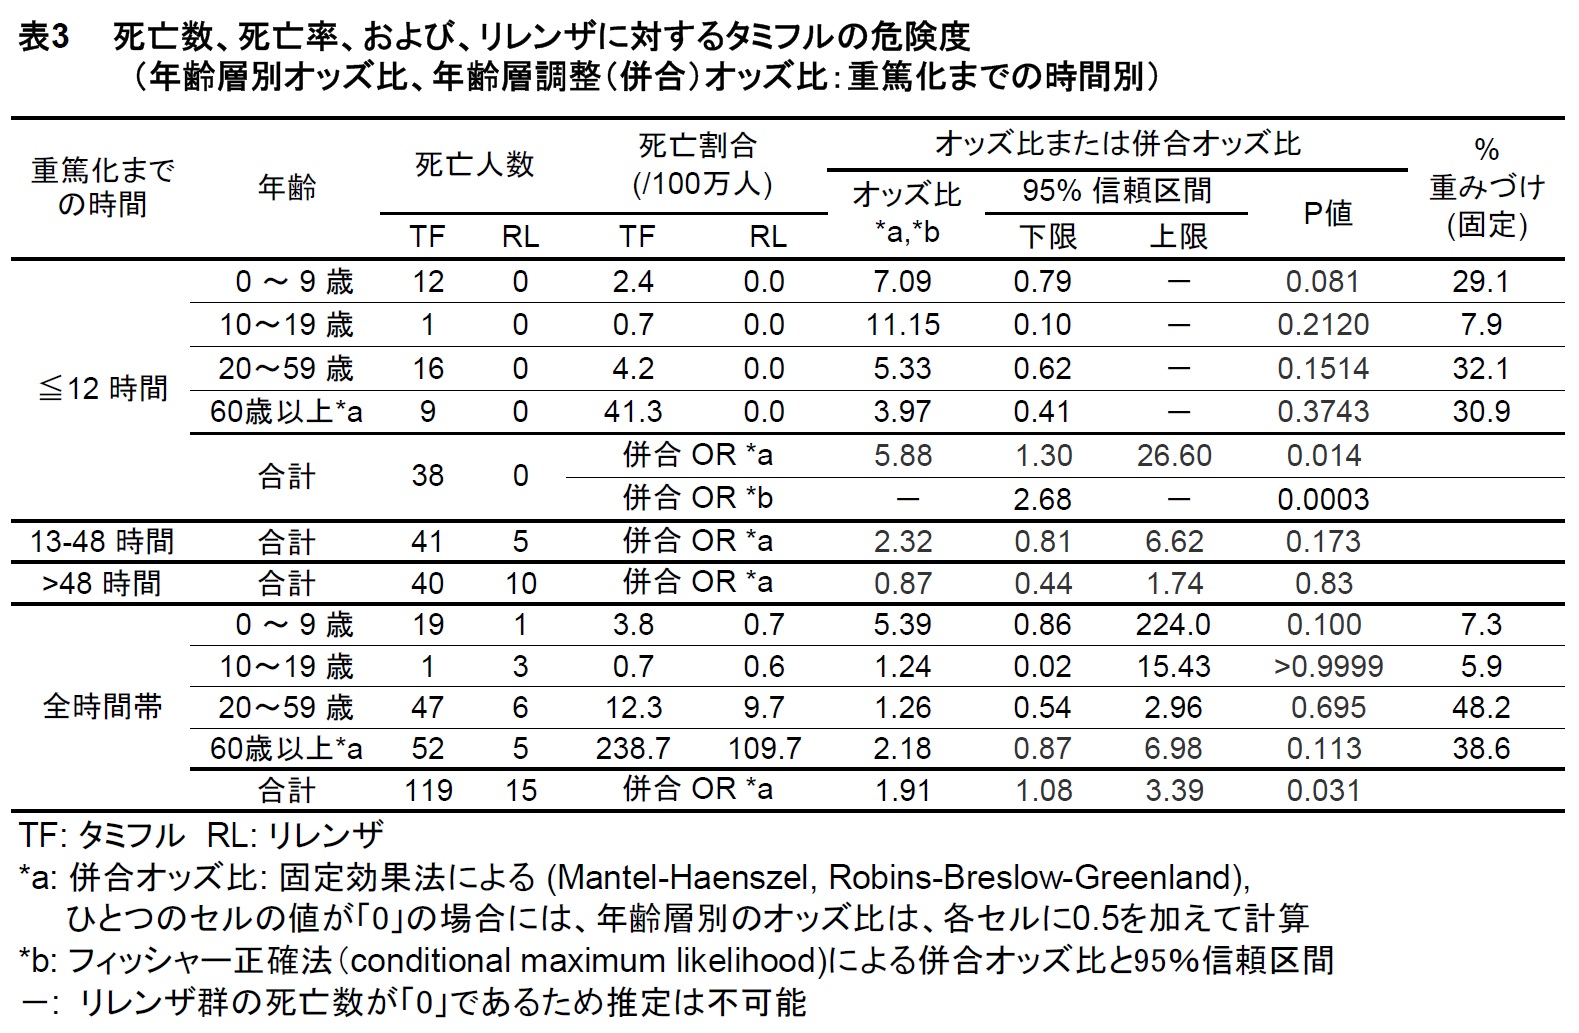 表3 死亡数、死亡率、および、リレンザに対するタミフルの危険度
（年齢層別オッズ比、年齢層調整（併合）オッズ比：重篤化までの時間別）
重篤化までの時間 年齢 死亡人数 死亡割合(/100万人) オッズ比または併合オッズ比 %重みづけ(固定)
オッズ比*a,*b 95% 信頼区間 P値
TF RL TF RL 下限 上限
≦12 時間 0 ～ 9 歳 12 0 2.4 0.0 7.09 0.79 － 0.081 29.1
10～19 歳 1 0 0.7 0.0 11.15 0.10 － 0.2120 7.9
20～59 歳 16 0 4.2 0.0 5.33 0.62 － 0.1514 32.1
60歳以上*a 9 0 41.3 0.0 3.97 0.41 － 0.3743 30.9
合計 38 0 併合 OR *a 5.88 1.30 26.60 0.014
併合 OR *b － 2.68 － 0.0003
13-48 時間 合計 41 5 併合 OR *a 2.32 0.81 6.62 0.173
>48 時間 合計 40 10 併合 OR *a 0.87 0.44 1.74 0.83
全時間帯 0 ～ 9 歳 19 1 3.8 0.7 5.39 0.86 224.0 0.100 7.3
10～19 歳 1 3 0.7 0.6 1.24 0.02 15.43 >0.9999 5.9
20～59 歳 47 6 12.3 9.7 1.26 0.54 2.96 0.695 48.2
60歳以上*a 52 5 238.7 109.7 2.18 0.87 6.98 0.113 38.6
合計 119 15 併合 OR *a 1.91 1.08 3.39 0.031
TF: タミフル RL: リレンザ
*a: 併合オッズ比: 固定効果法による (Mantel-Haenszel, Robins-Breslow-Greenland),
ひとつのセルの値が「0」の場合には、年齢層別のオッズ比は、各セルに0.5を加えて計算
*b: フィッシャー正確法（conditional maximum likelihood)による併合オッズ比と95%信頼区間
－: リレンザ群の死亡数が「0」であるため推定は不可能